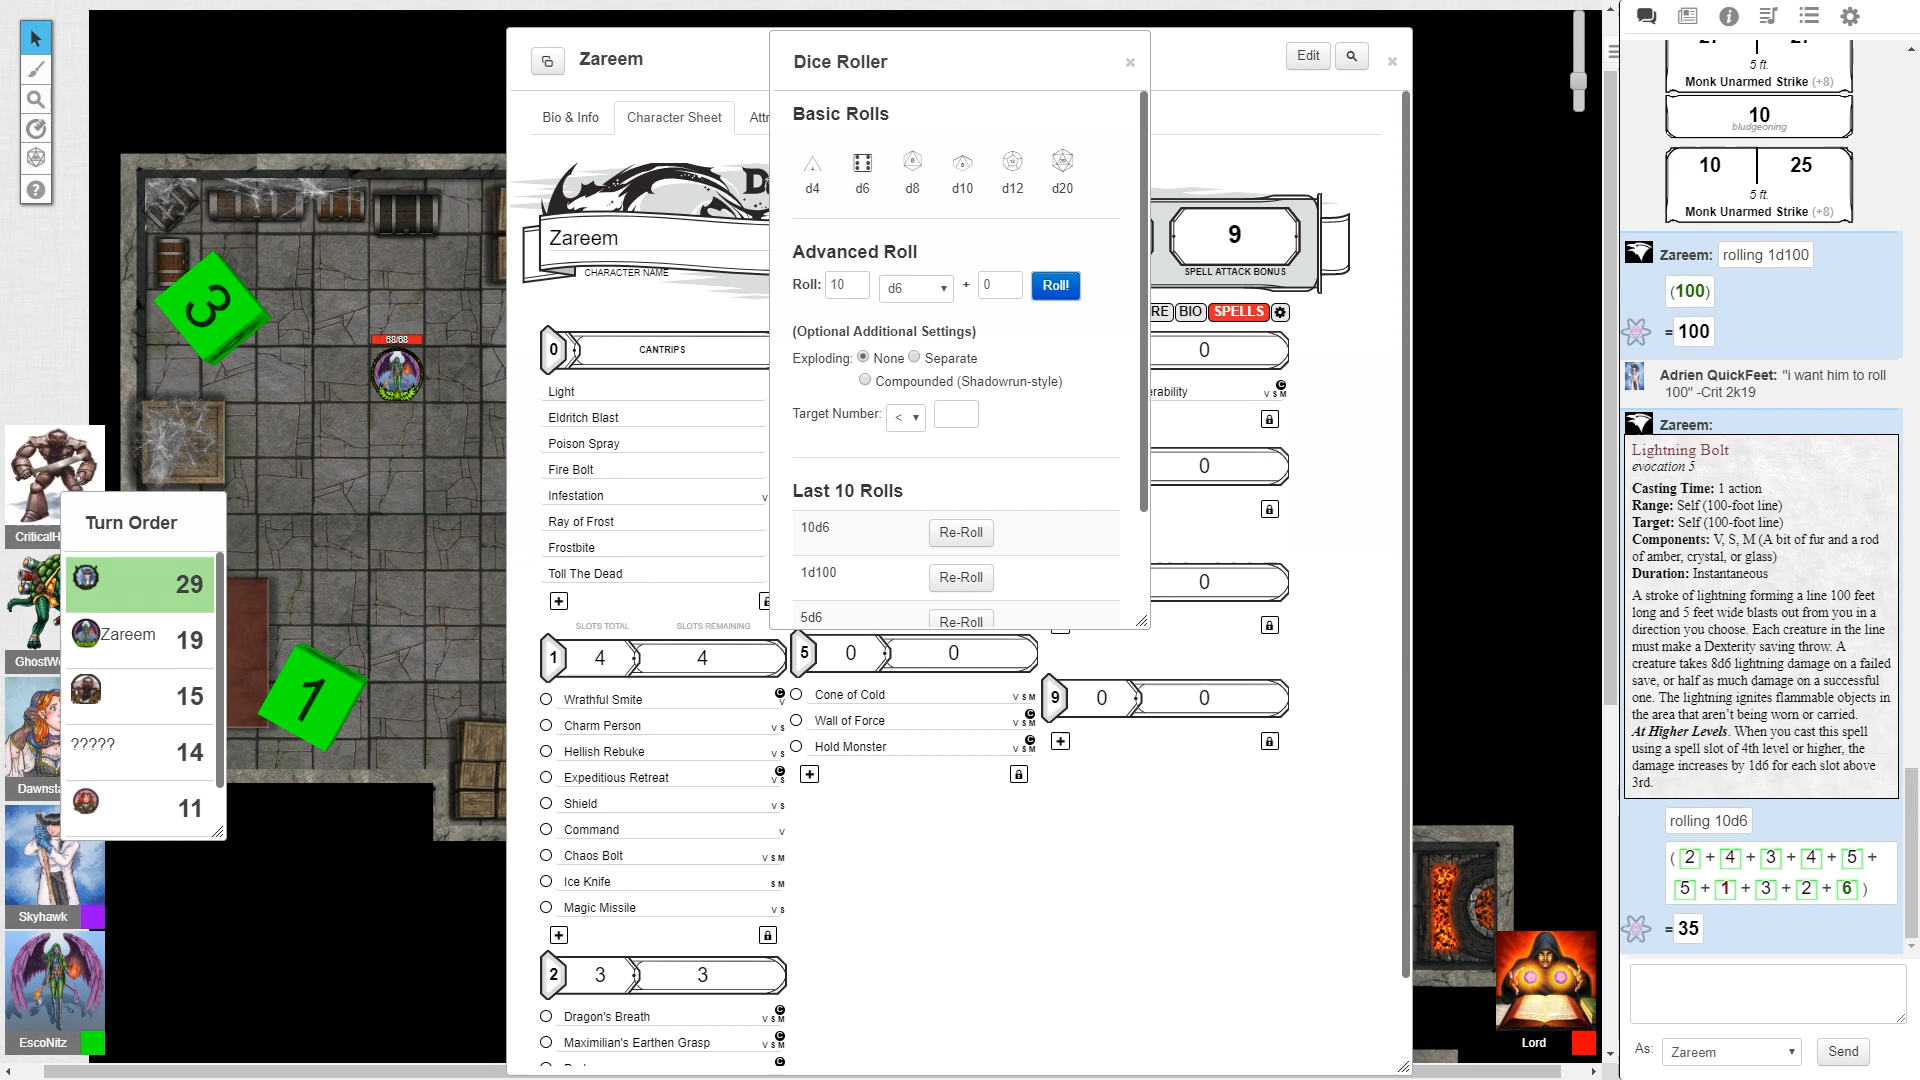 Zareem
Edit
Bio & Info
Character Sheet
Zareem
CHARACTER NAME
9
SPELL ATTACK BONUS
BIO
SPELLS
0
CANTRIPS
Light
Eldritch Blast
Poison Spray
Fire Bolt
Infestation
V
Ray of Frost
Frostbite
Toll The Dead
SLOTS TOTAL
SLOTS REMAINING
1 4 4
Wrathful Smite V
Charm Person V S
Hellish Rebuke V S
Expeditious Retreat V S
Shield V S
Command V
Chaos Bolt V S M
Ice Knife S M
Magic Missile V S
2 3 3
Dragon's Breath V S M
Maximilian's Earthen Grasp V S M
5 0 0
Cone of Cold V S M
Wall of Force V S M
Hold Monster V S M
0
V S M
0
0
9 0 0
Dice Roller
Basic Rolls
d4 d6 d8 d10 d12 d20
Advanced Roll
Roll: 10 d6 + 0 Roll!
(Optional Additional Settings)
Exploding: None Separate
Compounded (Shadowrun-style)
Target Number: <
Last 10 Rolls
10d6 Re-Roll
1d100 Re-Roll
5d6 Re-Roll
3
1
68/68
Turn Order
29
Zareem 19
15
????? 14
11
CriticalH
GhostW
Dawnsta
Skyhawk
EscoNitz
Lord
5 ft.
Monk Unarmed Strike (+8)
10
bludgeoning
10 25
5 ft.
Monk Unarmed Strike (+8)
Zareem: rolling 1d100
(100)
= 100
Adrien QuickFeet: "i want him to roll
100" -Crit 2k19
Zareem:
Lightning Bolt
evocation 5
Casting Time: 1 action
Range: Self (100-foot line)
Target: Self (100-foot line)
Components: V, S, M (A bit of fur and a rod
of amber, crystal, or glass)
Duration: Instantaneous
A stroke of lightning forming a line 100 feet
long and 5 feet wide blasts out from you in a
direction you choose. Each creature in the line
must make a Dexterity saving throw. A
creature takes 8d6 lightning damage on a failed
save, or half as much damage on a successful
one. The lightning ignites flammable objects in
the area that aren't being worn or carried.
At Higher Levels. When you cast this spell
using a spell slot of 4th level or higher, the
damage increases by 1d6 for each slot above
3rd.
rolling 10d6
( 2 + 4 + 3 + 4 + 5 +
5 + 1 + 3 + 2 + 6 )
= 35
As: Zareem Send